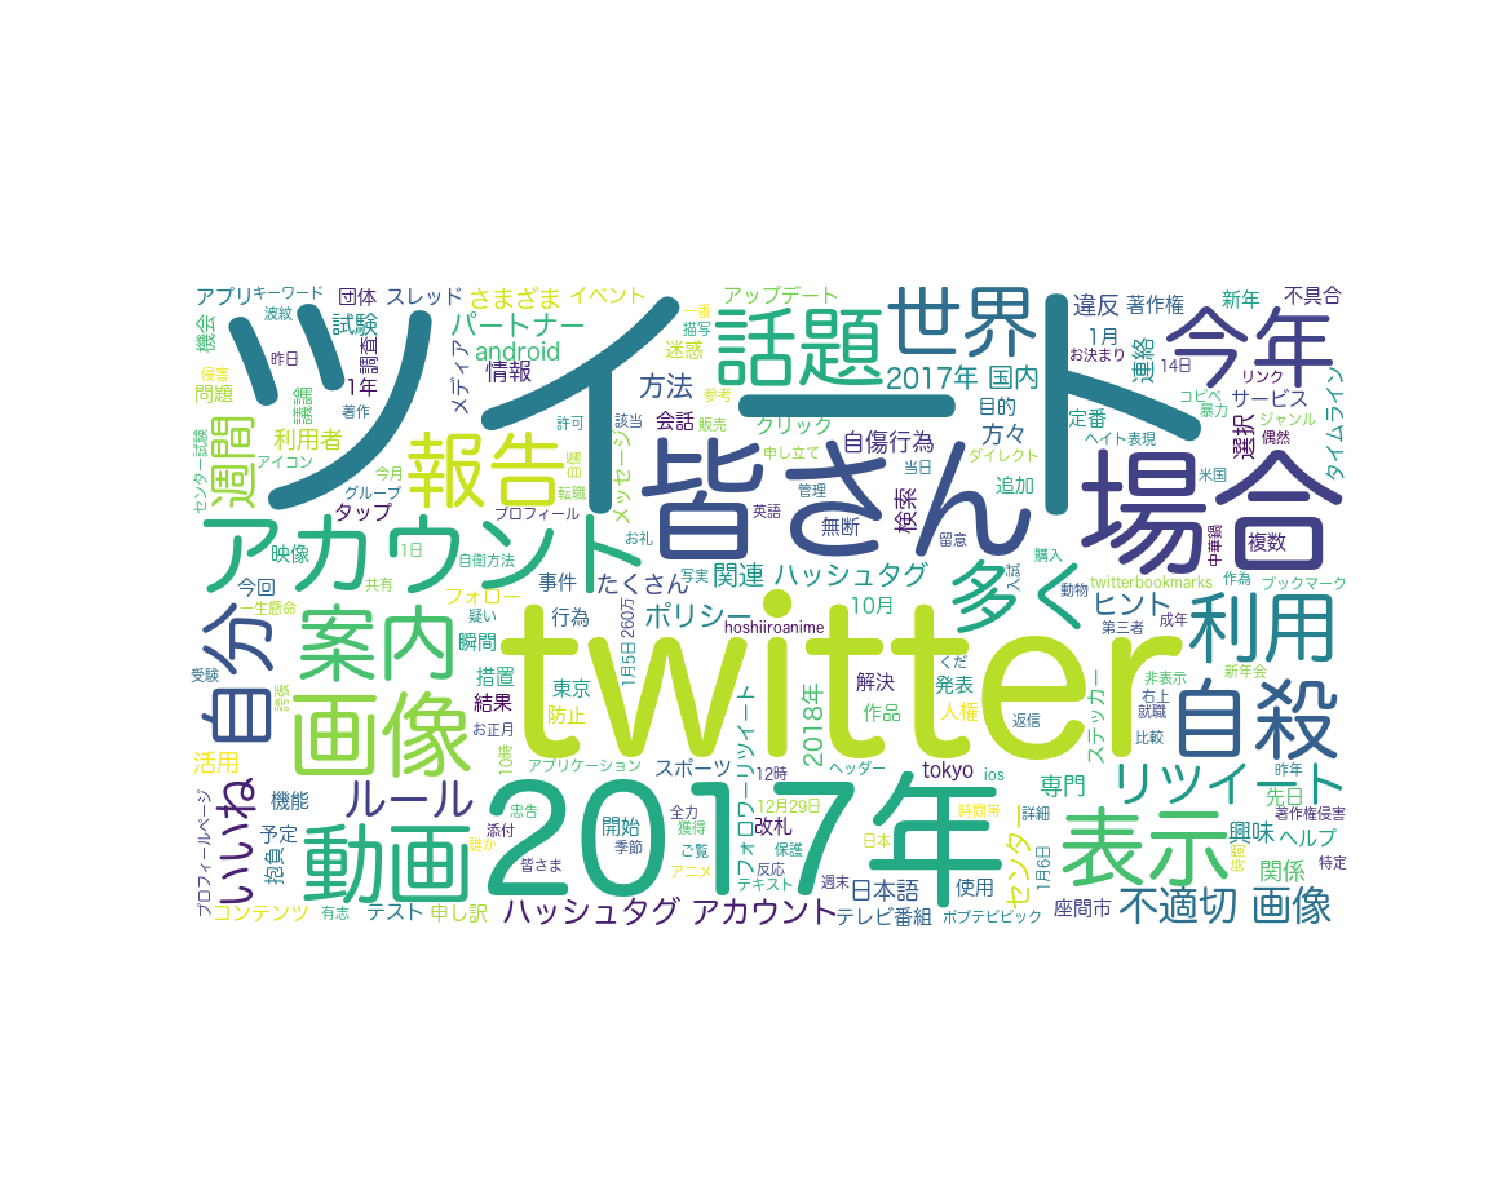 ツイート
twitter
2017年
皆さん
場合
アカウント
自殺
今年
世界
話題
報告
週間
自分
案内
画像
動画
いいね
ルール
多く
利用
リツイート
表示
不適切 画像
ハッシュタグ アカウント
関連 ハッシュタグ
2017年 国内
アプリ
キーワード
団体
スレッド
さまざま
イベント
アップデート
一番
描写
違反
著作権
新年
不具合
波紋
機会
試験
パートナー
迷惑
1月
お決まり
連絡
14日
リンク
昨日
調査
android
情報
メディア
方法
参考
目的
サービス
コピペ
暴力
侵害
問題
議論
1年
著作
許可
該当
会話
販売
クリック
自傷行為
方々
定番
ヘイト表現
選択
偶然
ジャンル
タイムライン
利用者
アイコン
センター試験
今月
グループ
タップ
プロフィール
転職
自傷
メッセージ
申し立て
管理
英語
無断
当日
検索
ダイレクト
追加
留意
米国
中華鍋
複数
映像
1日
自衛方法
お礼
今回
共有
事件
たくさん
写実
入試
購入
動物
twitterbookmarks
作為
ブックマーク
一生懸命
フォロー
疑い
行為
260万
ポリシー
hoshiiroanime
10月
ヒント
第三者
成年
受験
誇張
瞬間
措置
結果
お正月
東京
防止
1月5日
くだ
解決
発表
作品
人権
返信
2018年
ステッカー
非表示
右上
就職
比較
新年会
活用
機能
予定
抱負
プロフィールページ
コンテンツ
有志
テスト
申し訳
10時
アプリケーション
スポーツ
フォロワー
リツイート
12時
ヘッダー
tokyo
ios
専門
昨年
先日
著作権侵害
忠告
添付
誰か
皆さま
開始
季節
全力
獲得
ご覧
アニメ
12月29日
改札
保護
反応
テキスト
週末
日本
時間帯
詳細
センター
1月6日
日本語
使用
テレビ番組
ポプテピピック
座間市
興味
ヘルプ
時間
関係
特定